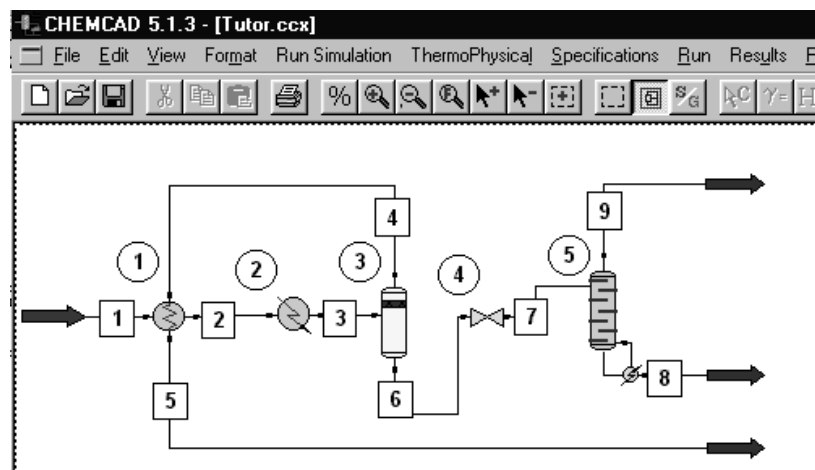 CHEMCAD 5.1.3 - [Tutor.ccx]
File Edit View Format Run Simulation ThermoPhysical Specifications Run Results F
% E S/G C γ= H
4 9
1 2 3 4 5
1 2 3 7
5 6 8